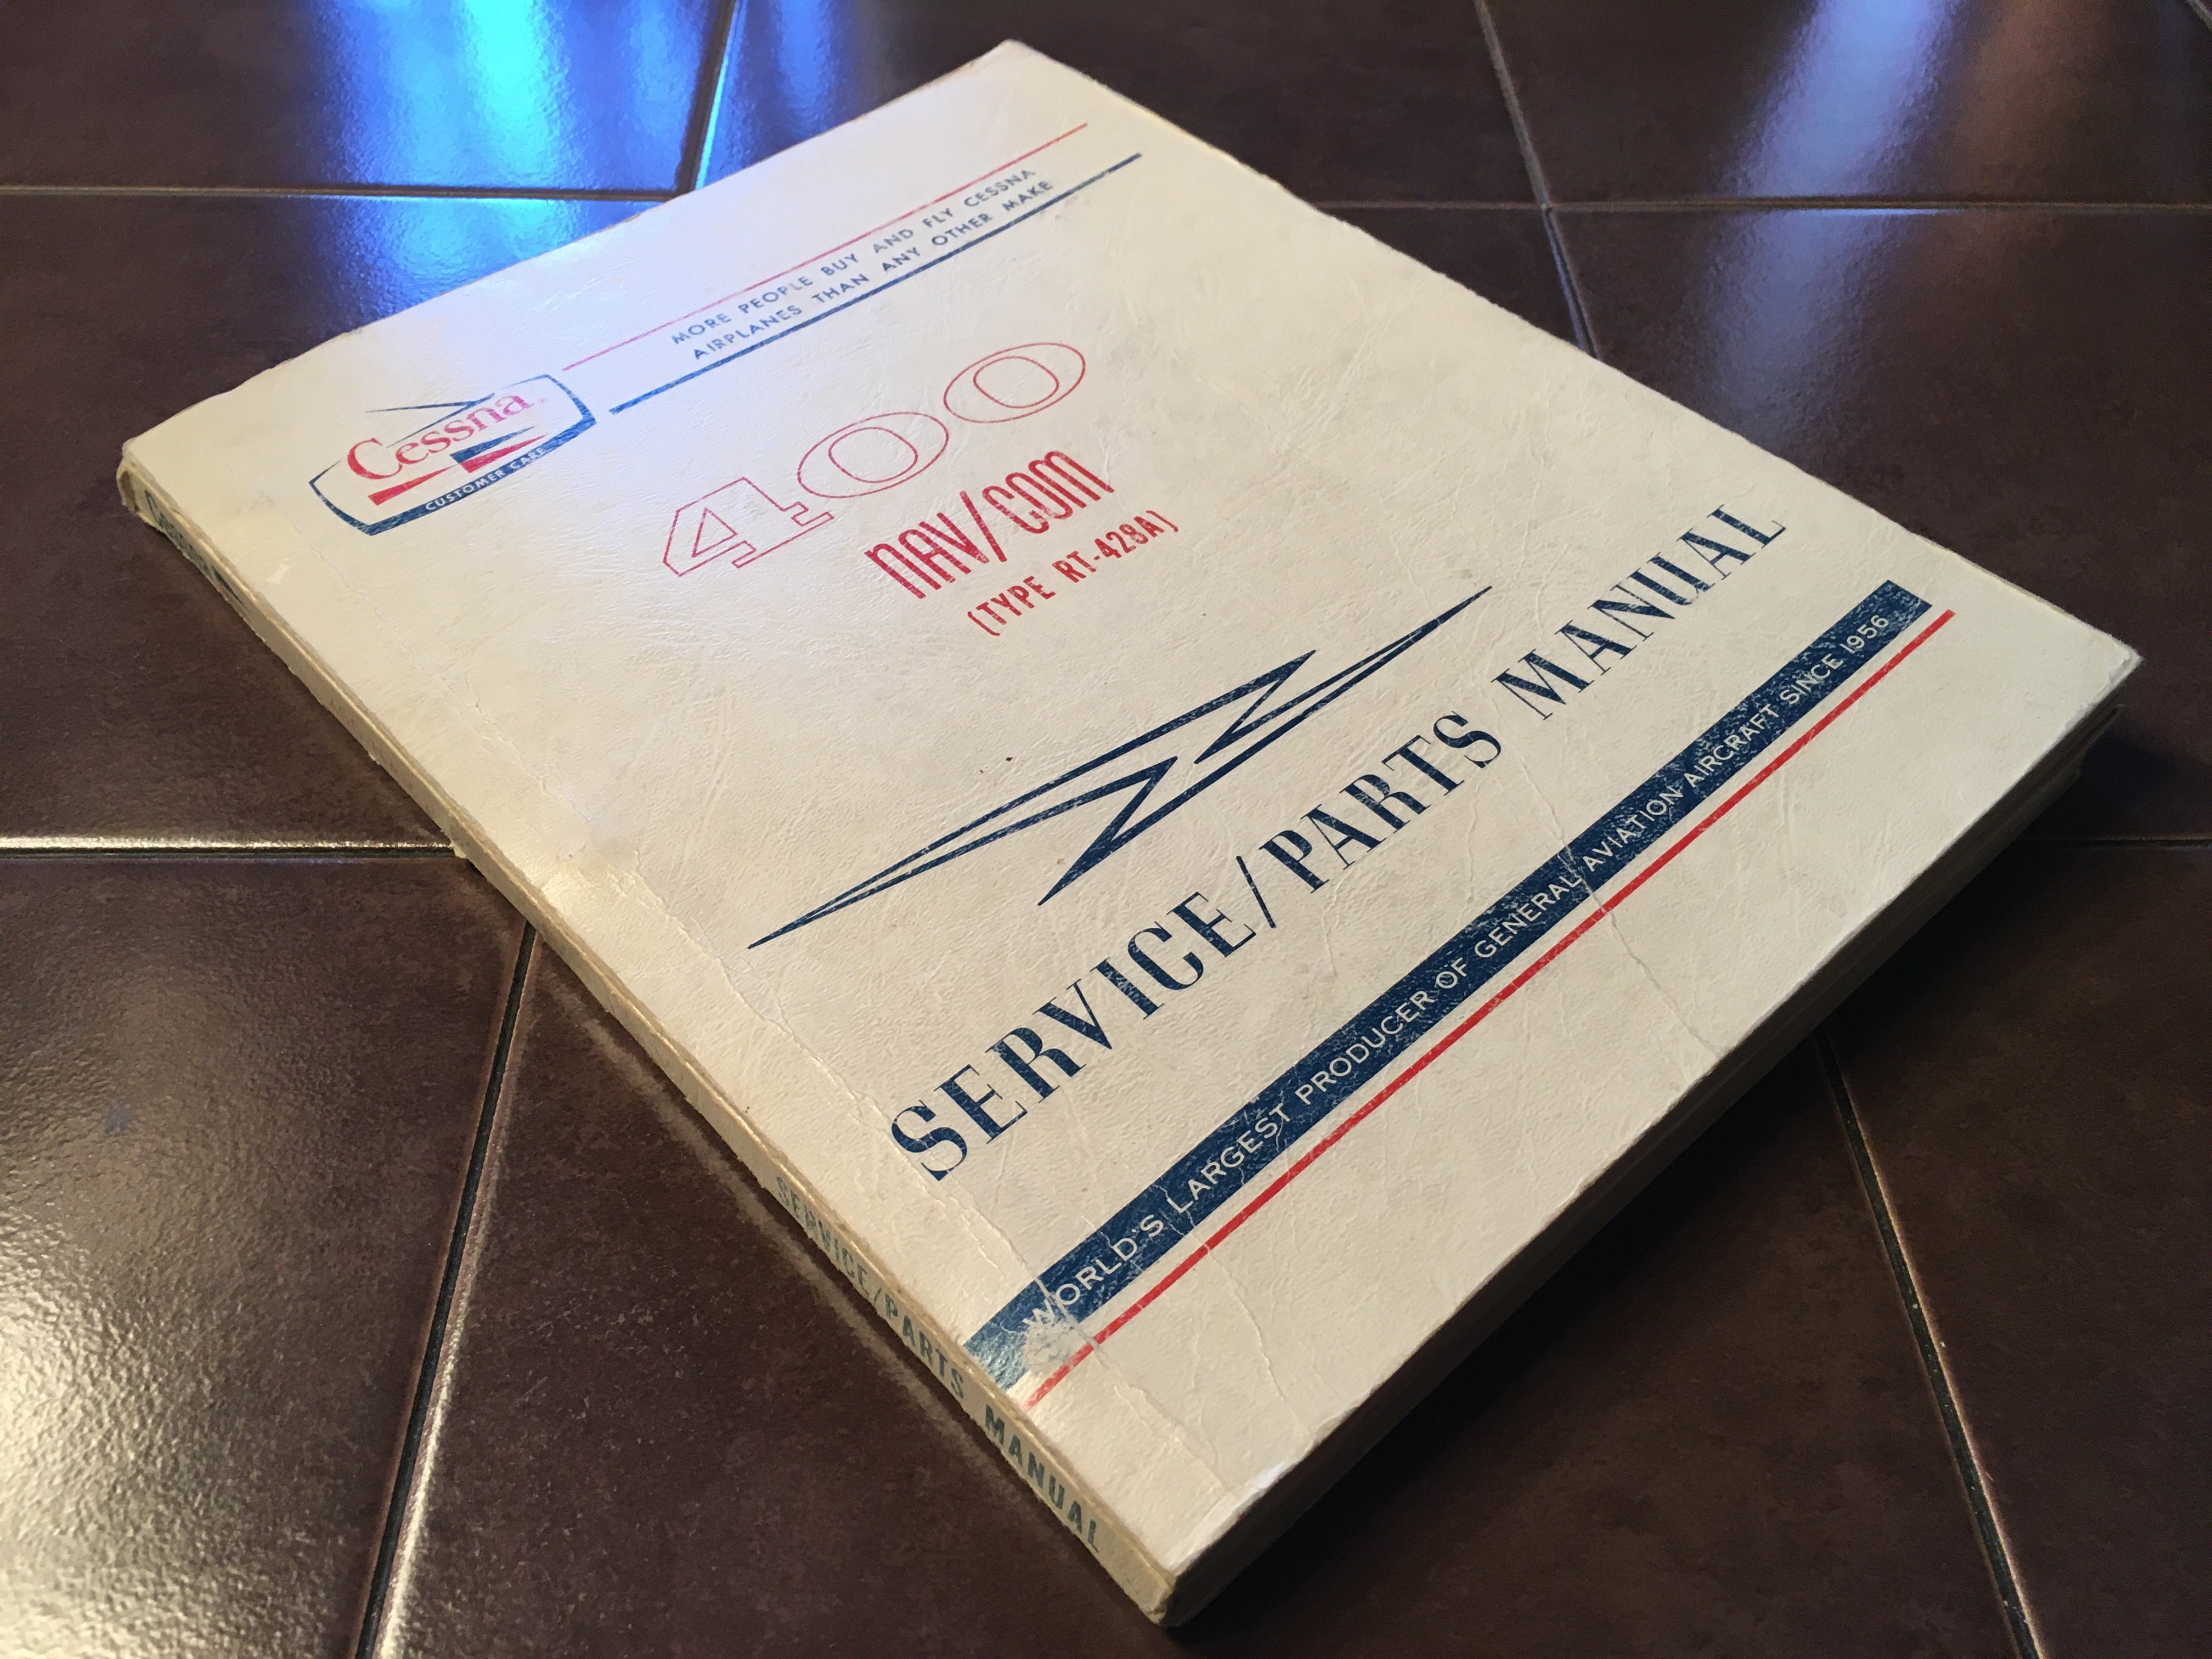 MORE PEOPLE BUY AND FLY CESSNA
AIRPLANES THAN ANY OTHER MAKE
Cessna
CUSTOMER CARE
400
NAV/COM
(TYPE RT-428A)
SERVICE/PARTS MANUAL
WORLD'S LARGEST PRODUCER OF GENERAL AVIATION AIRCRAFT SINCE 1956
SERVICE/PARTS MANUAL